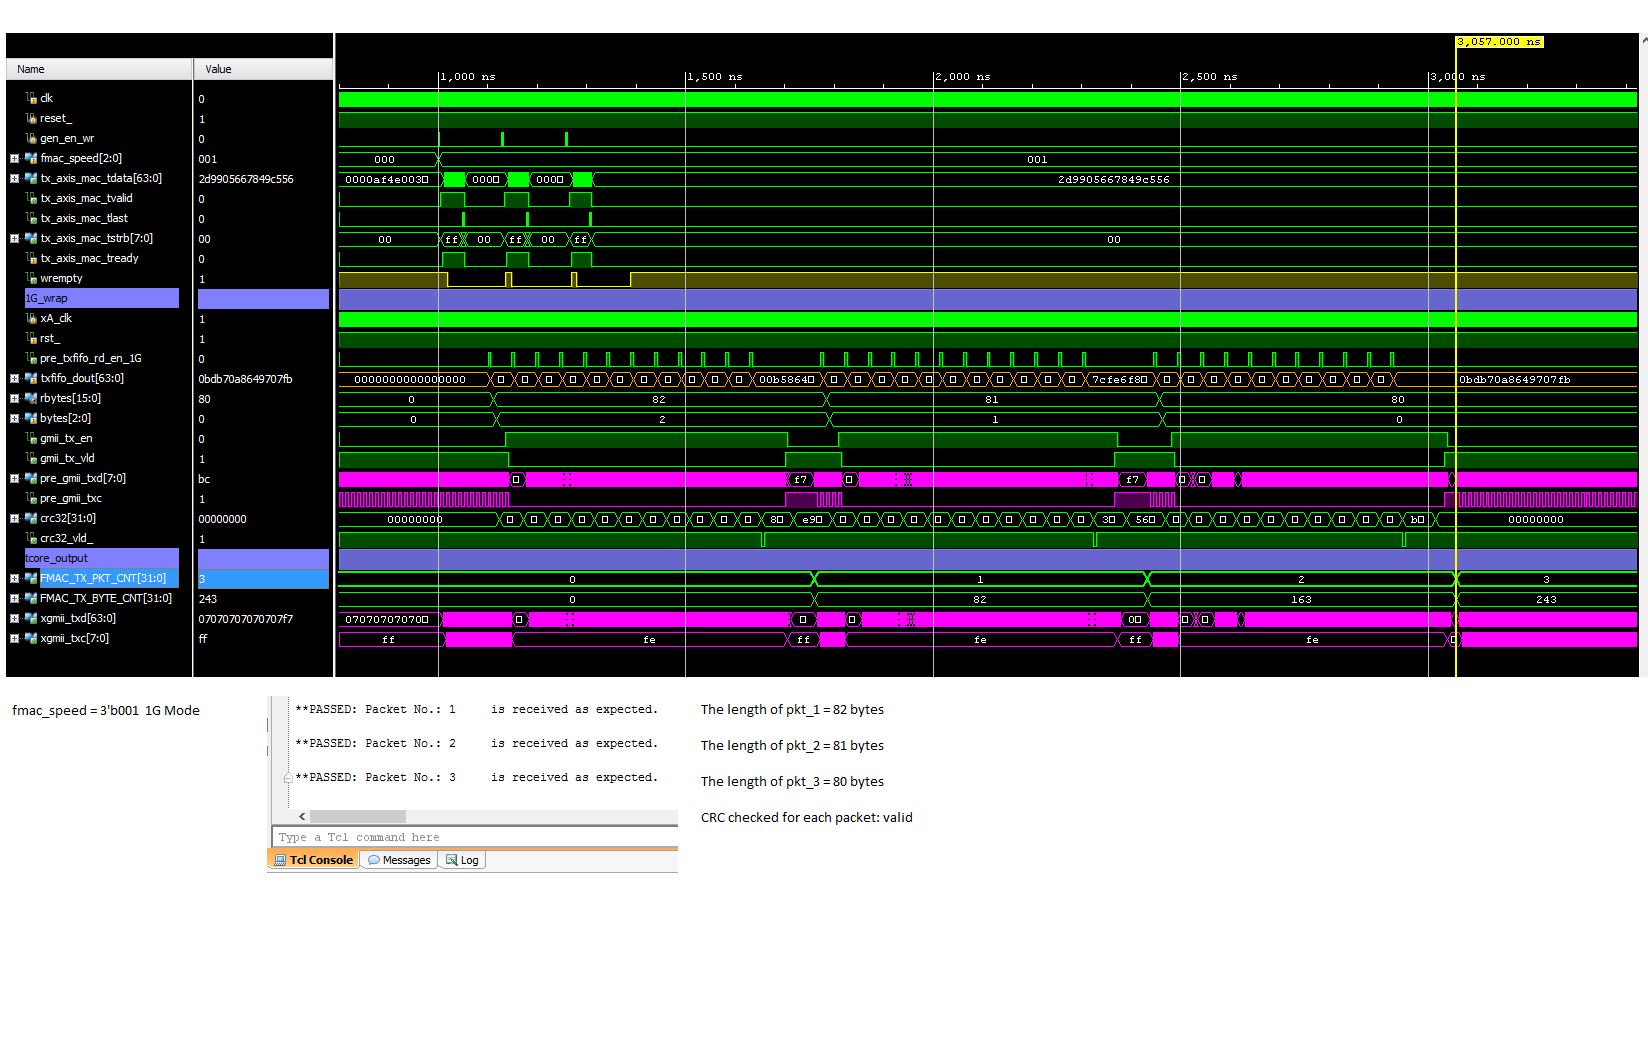 3,057.000 ns
Name Value 1,000 ns 1,500 ns 2,000 ns 2,500 ns 3,000 ns
clk 0
reset_ 1
gen_en_wr 0
fmac_speed[2:0] 001 000 001
tx_axis_mac_tdata[63:0] 2d9905667849c556 0000af4e003 000 000 2d9905667849c556
tx_axis_mac_tvalid 0
tx_axis_mac_tlast 0
tx_axis_mac_tstrb[7:0] 00 00 ff 00 ff 00 ff 00
tx_axis_mac_tready 0
wrempty 1
1G_wrap
xA_clk 1
rst_ 1
pre_txfifo_rd_en_1G 0
txfifo_dout[63:0] 0bdb70a8649707fb 0000000000000000 00b5864 7cfe6f8 0bdb70a8649707fb
rbytes[15:0] 80 0 82 81 80
bytes[2:0] 0 0 2 1 0
gmii_tx_en 0
gmii_tx_vld 1
pre_gmii_txd[7:0] bc f7 f7
pre_gmii_txc 1
crc32[31:0] 00000000 00000000 8 e9 3 56 b 00000000
crc32_vld_ 1
tcore_output
FMAC_TX_PKT_CNT[31:0] 3 0 1 2 3
FMAC_TX_BYTE_CNT[31:0] 243 0 82 163 243
xgmii_txd[63:0] 07070707070707f7 07070707070 0
xgmii_txc[7:0] ff ff fe ff fe ff fe
fmac_speed = 3'b001 1G Mode
**PASSED: Packet No.: 1 is received as expected.
The length of pkt_1 = 82 bytes
**PASSED: Packet No.: 2 is received as expected.
The length of pkt_2 = 81 bytes
**PASSED: Packet No.: 3 is received as expected.
The length of pkt_3 = 80 bytes
CRC checked for each packet: valid
Type a Tcl command here
Tcl Console Messages Log